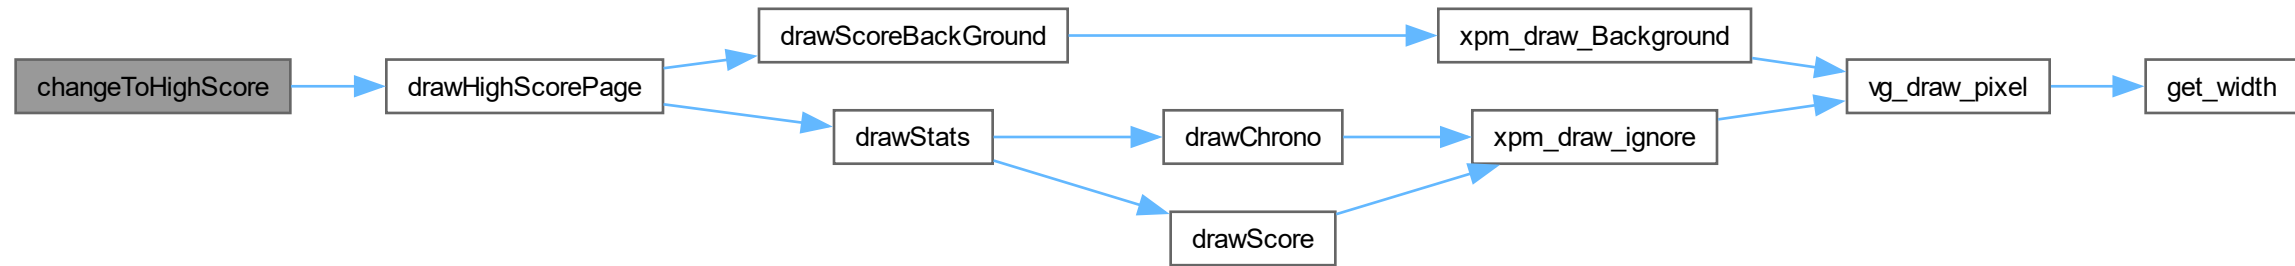 changeToHighScore
drawHighScorePage
drawScoreBackGround
drawStats
drawChrono
drawScore
xpm_draw_Background
xpm_draw_ignore
vg_draw_pixel
get_width